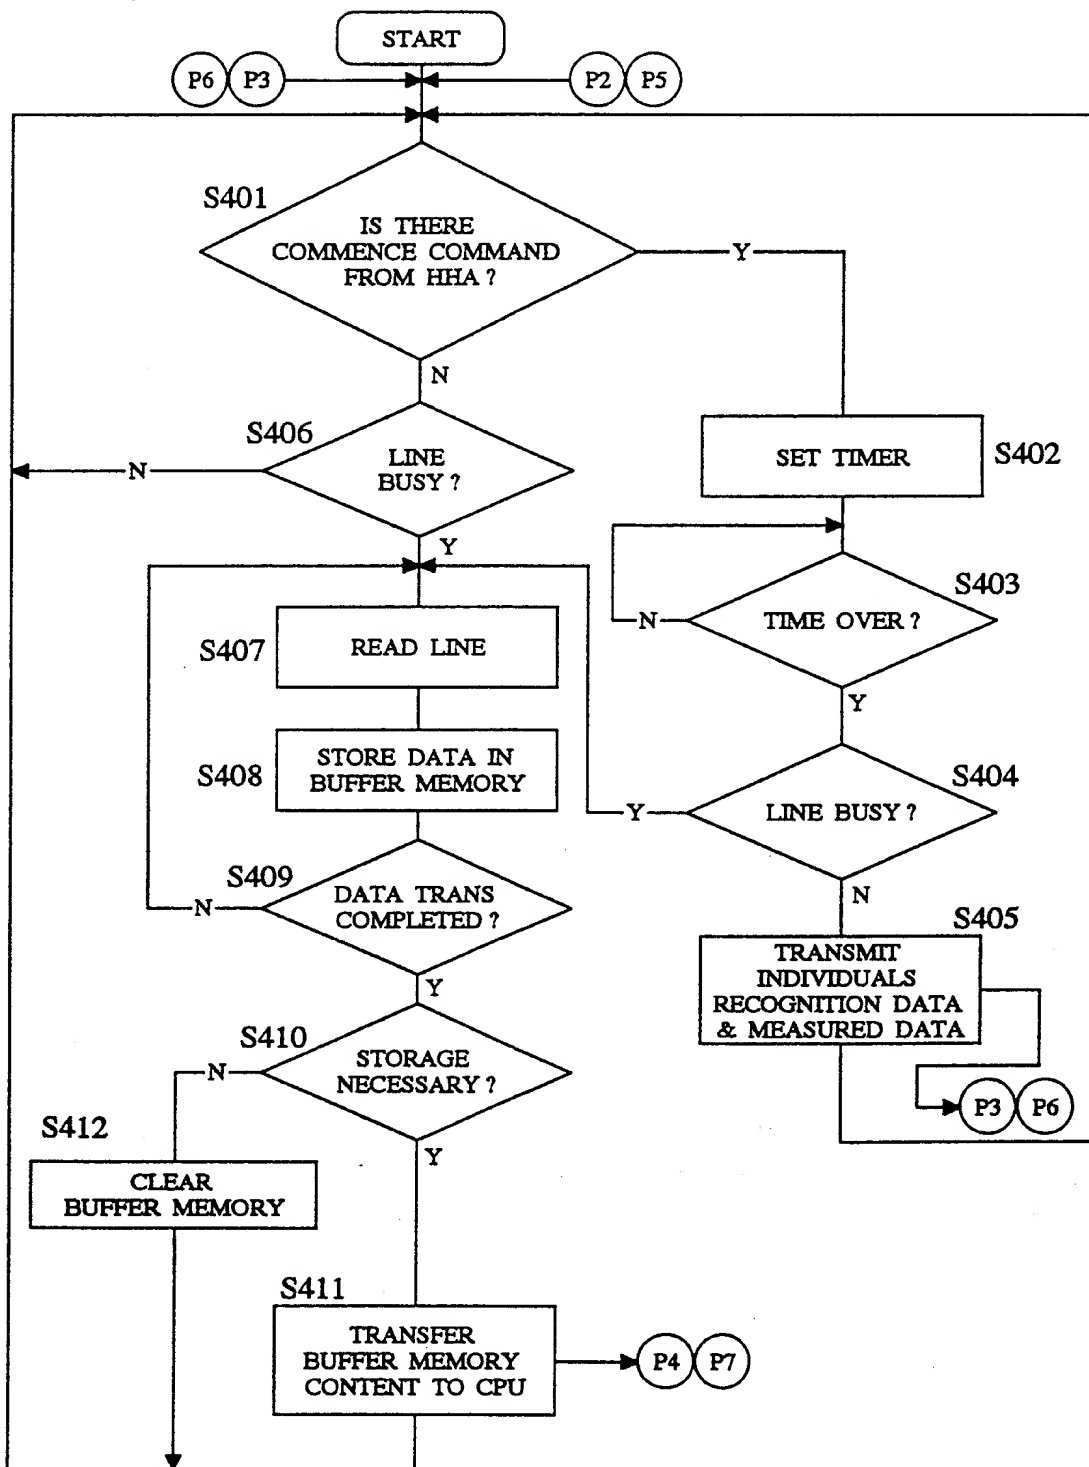 START
P6 P3
P2 P5
S401
IS THERE
COMMENCE COMMAND
FROM HHA ?
Y
N
S406
LINE
BUSY ?
N
Y
SET TIMER
S402
S403
TIME OVER ?
N
Y
S407
READ LINE
S408
STORE DATA IN
BUFFER MEMORY
S404
LINE BUSY ?
Y
N
S409
DATA TRANS
COMPLETED ?
N
Y
S405
TRANSMIT
INDIVIDUALS
RECOGNITION DATA
& MEASURED DATA
P3 P6
S410
STORAGE
NECESSARY ?
N
Y
S412
CLEAR
BUFFER MEMORY
S411
TRANSFER
BUFFER MEMORY
CONTENT TO CPU
P4 P7